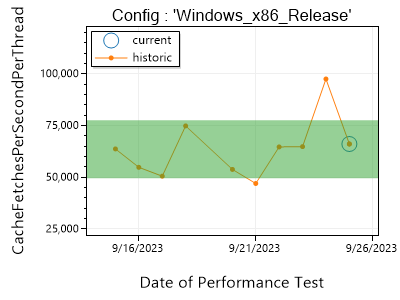 Config : 'Windows_x86_Release'
current
historic
CacheFetchesPerSecondPerThread
100,000
75,000
50,000
25,000
9/16/2023
9/21/2023
9/26/2023
Date of Performance Test